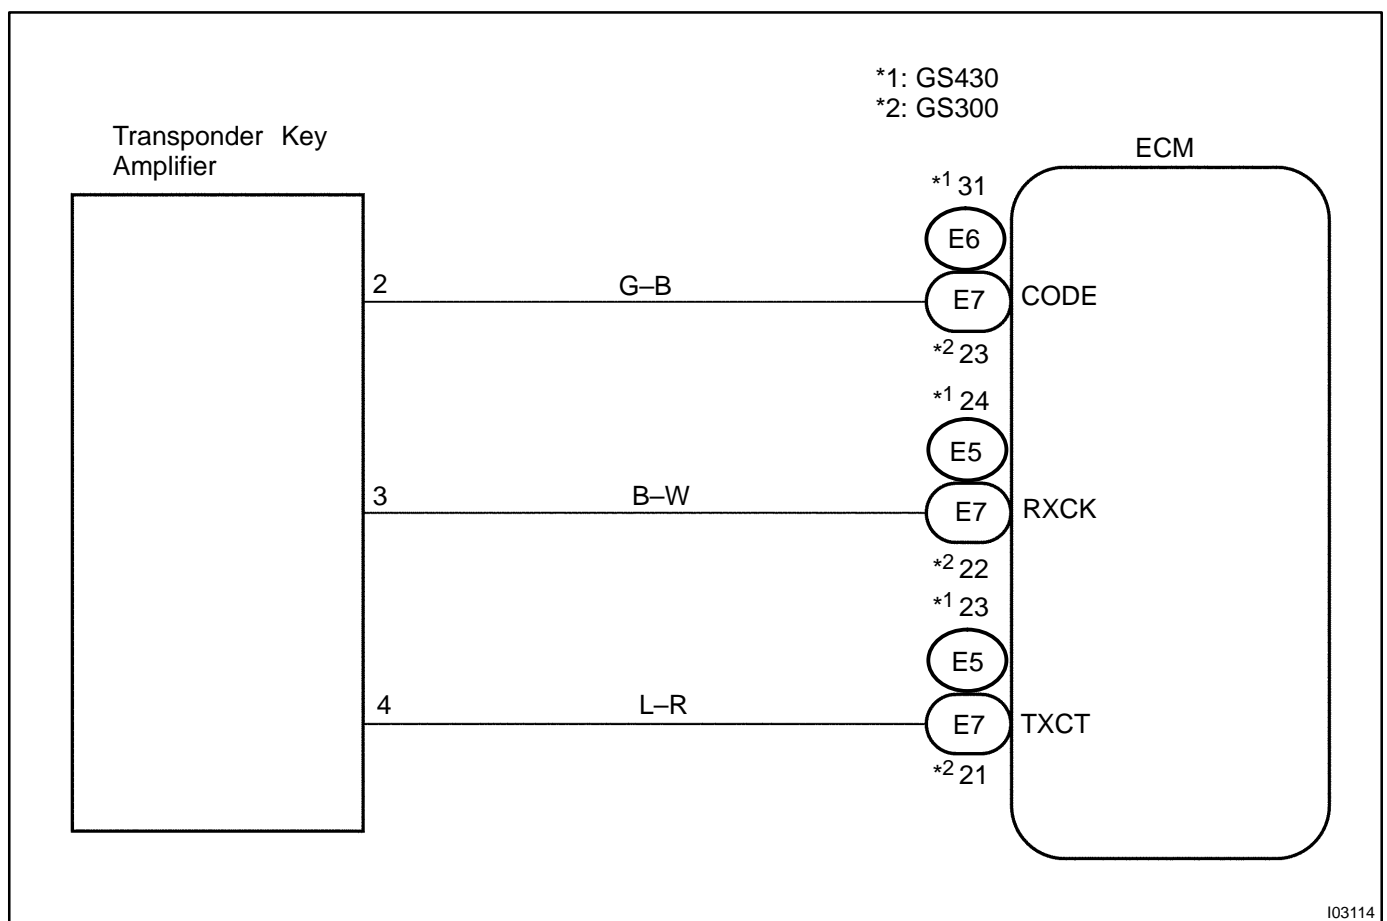 *1: GS430
*2: GS300
Transponder Key
Amplifier
ECM
*1 31
E6
2
G–B
E7
CODE
*2 23
*1 24
E5
3
B–W
E7
RXCK
*2 22
*1 23
E5
4
L–R
E7
TXCT
*2 21
I03114